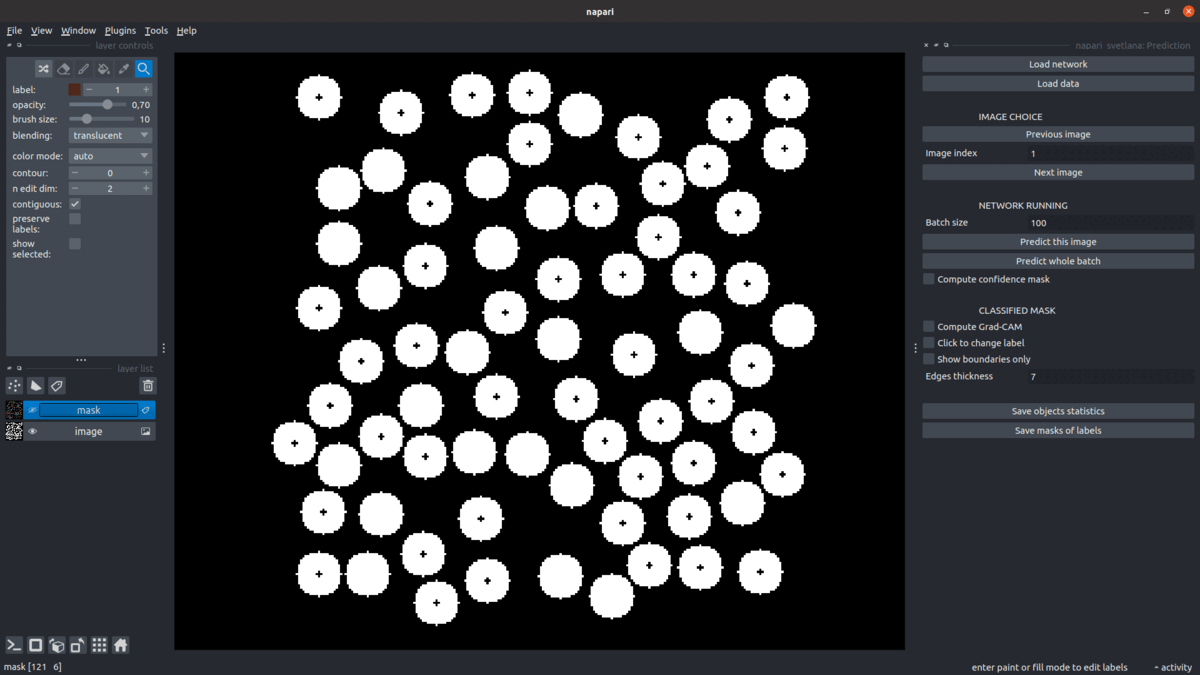 napari
File View Window Plugins Tools Help
layer controls
label: 1
opacity: 0,70
brush size: 10
blending: translucent
color mode: auto
contour: 0
n edit dim: 2
contiguous:
preserve
labels:
show
selected:
layer list
mask
image
mask [121 6]
napari svetlana: Prediction
Load network
Load data
IMAGE CHOICE
Previous image
Image index 1
Next image
NETWORK RUNNING
Batch size 100
Predict this image
Predict whole batch
Compute confidence mask
CLASSIFIED MASK
Compute Grad-CAM
Click to change label
Show boundaries only
Edges thickness 7
Save objects statistics
Save masks of labels
enter paint or fill mode to edit labels
activity